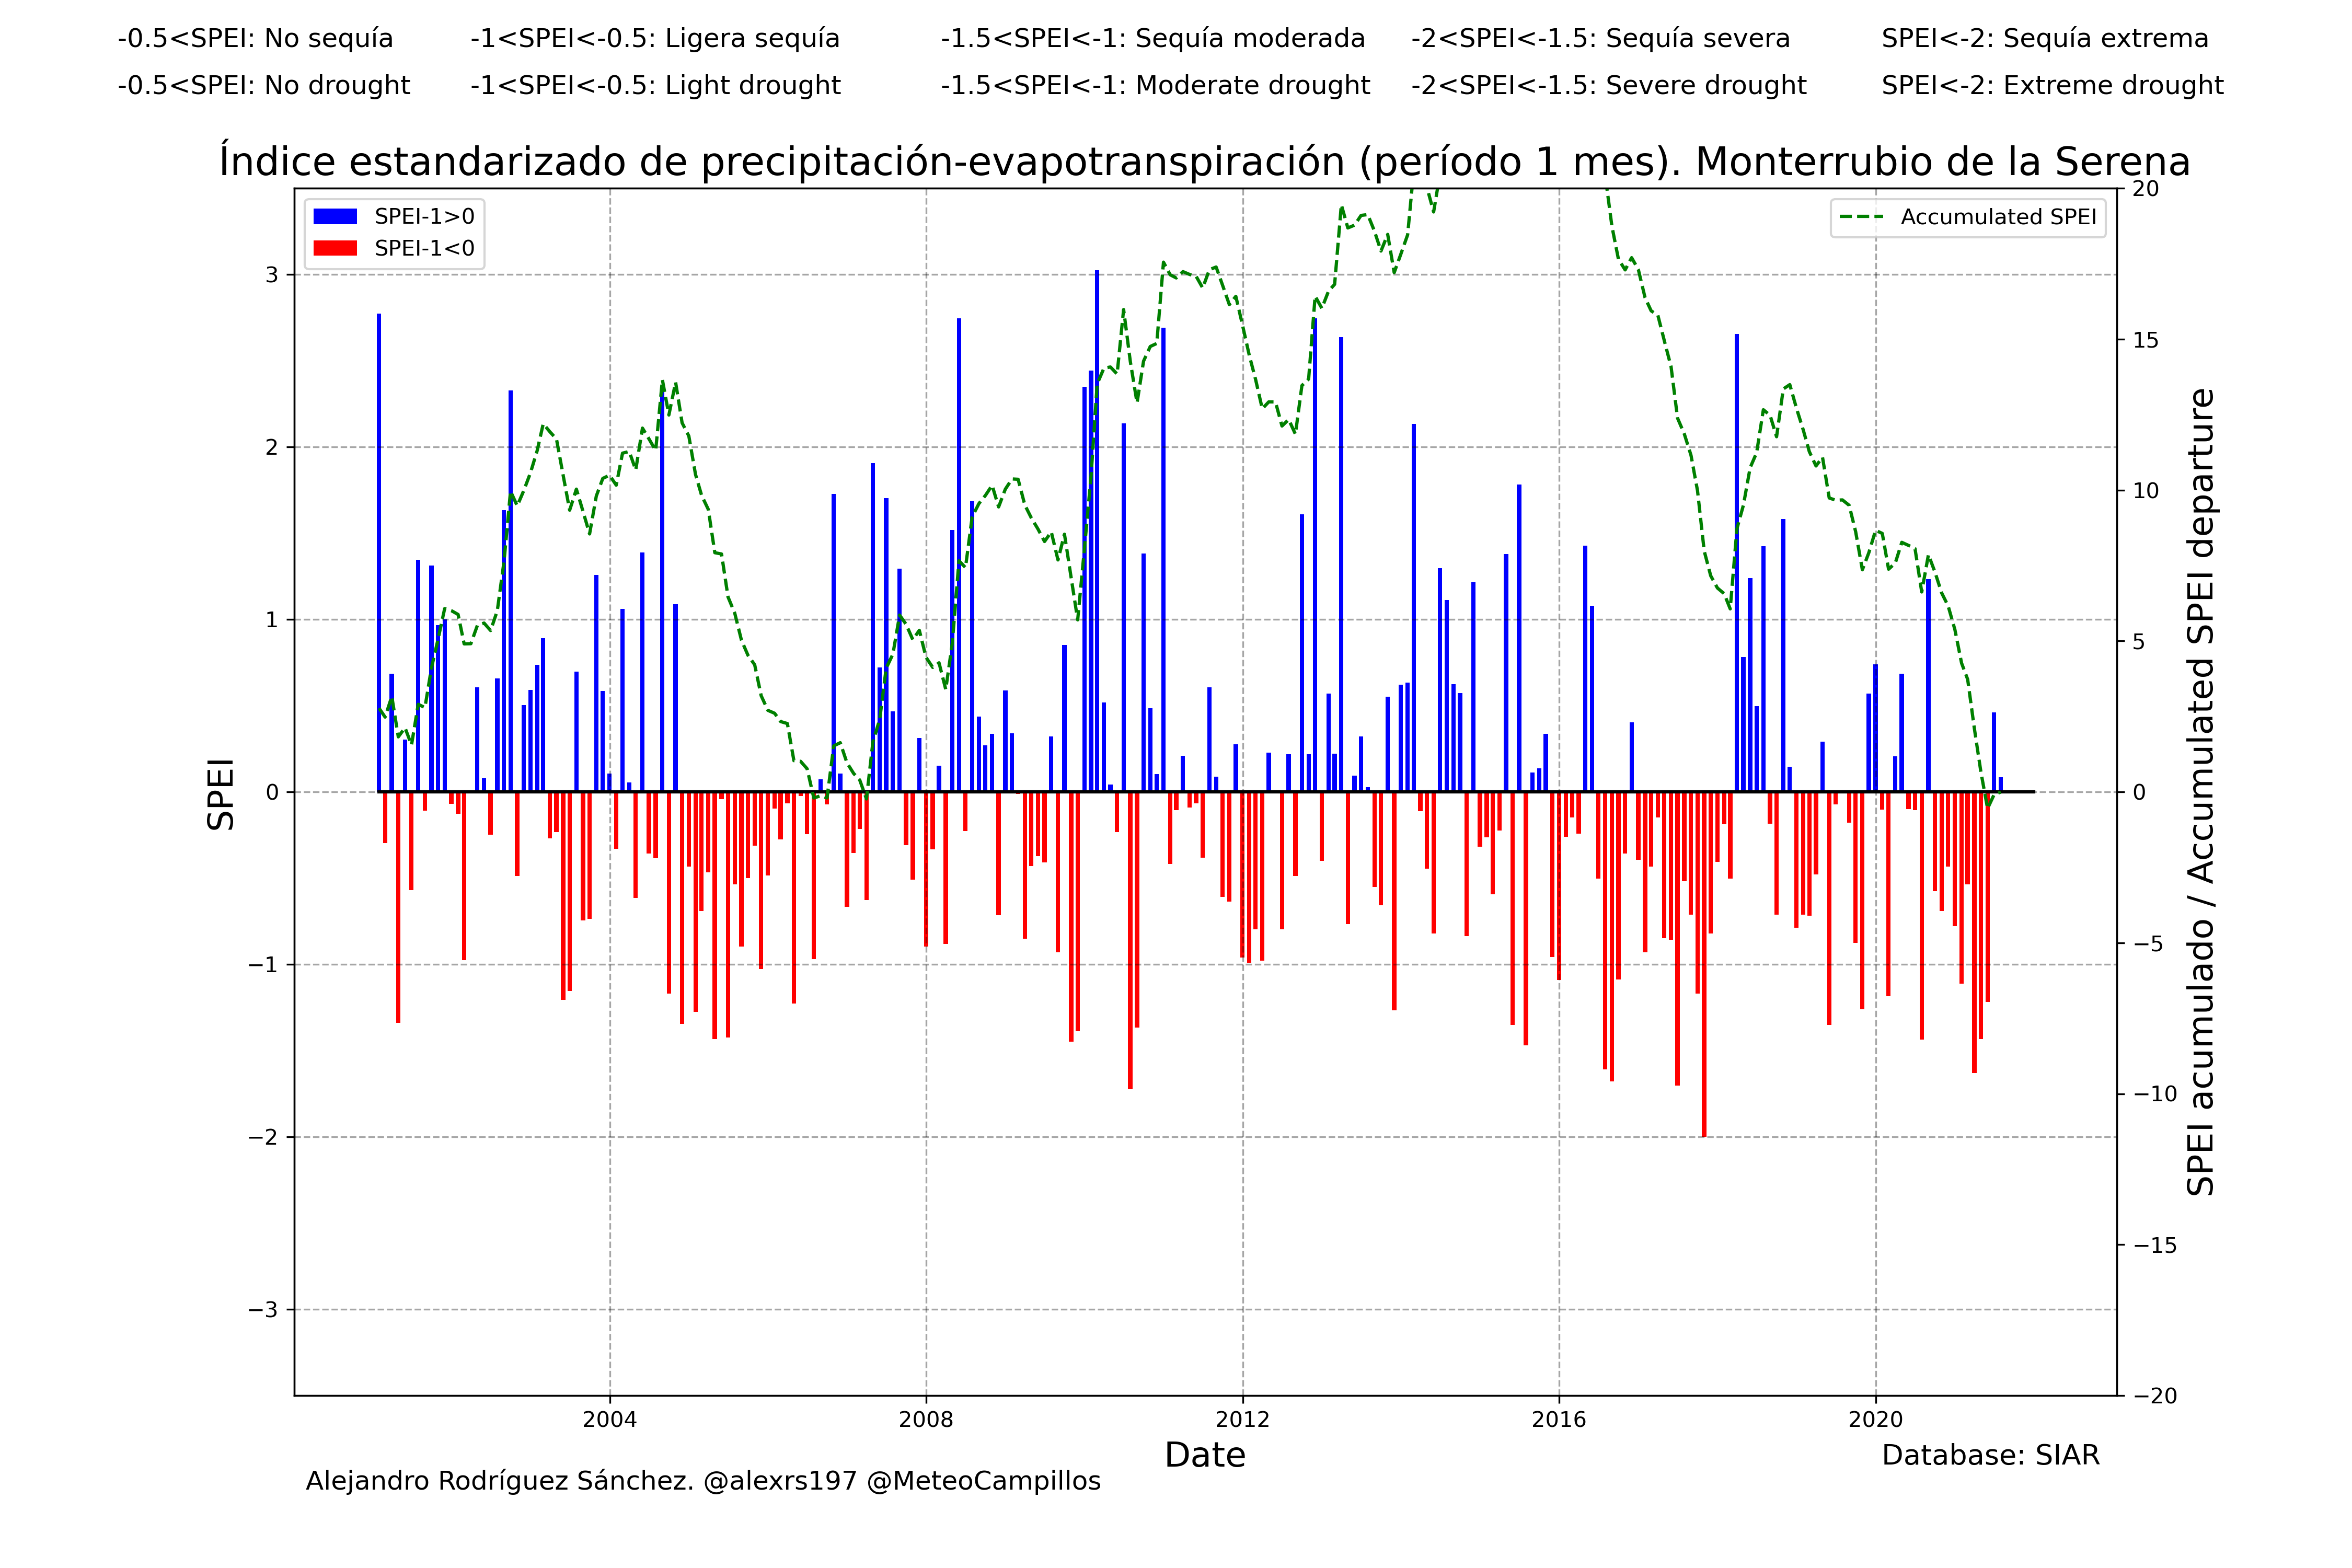 -0.5<SPEI: No sequía
-1<SPEI<-0.5: Ligera sequía
-1.5<SPEI<-1: Sequía moderada
-2<SPEI<-1.5: Sequía severa
SPEI<-2: Sequía extrema
-0.5<SPEI: No drought
-1<SPEI<-0.5: Light drought
-1.5<SPEI<-1: Moderate drought
-2<SPEI<-1.5: Severe drought
SPEI<-2: Extreme drought
Índice estandarizado de precipitación-evapotranspiración (período 1 mes). Monterrubio de la Serena
SPEI-1>0
SPEI-1<0
Accumulated SPEI
SPEI
3
2
1
0
−1
−2
−3
20
15
10
5
0
−5
−10
−15
−20
SPEI acumulado / Accumulated SPEI departure
2004
2008
2012
2016
2020
Date
Database: SIAR
Alejandro Rodríguez Sánchez. @alexrs197 @MeteoCampillos